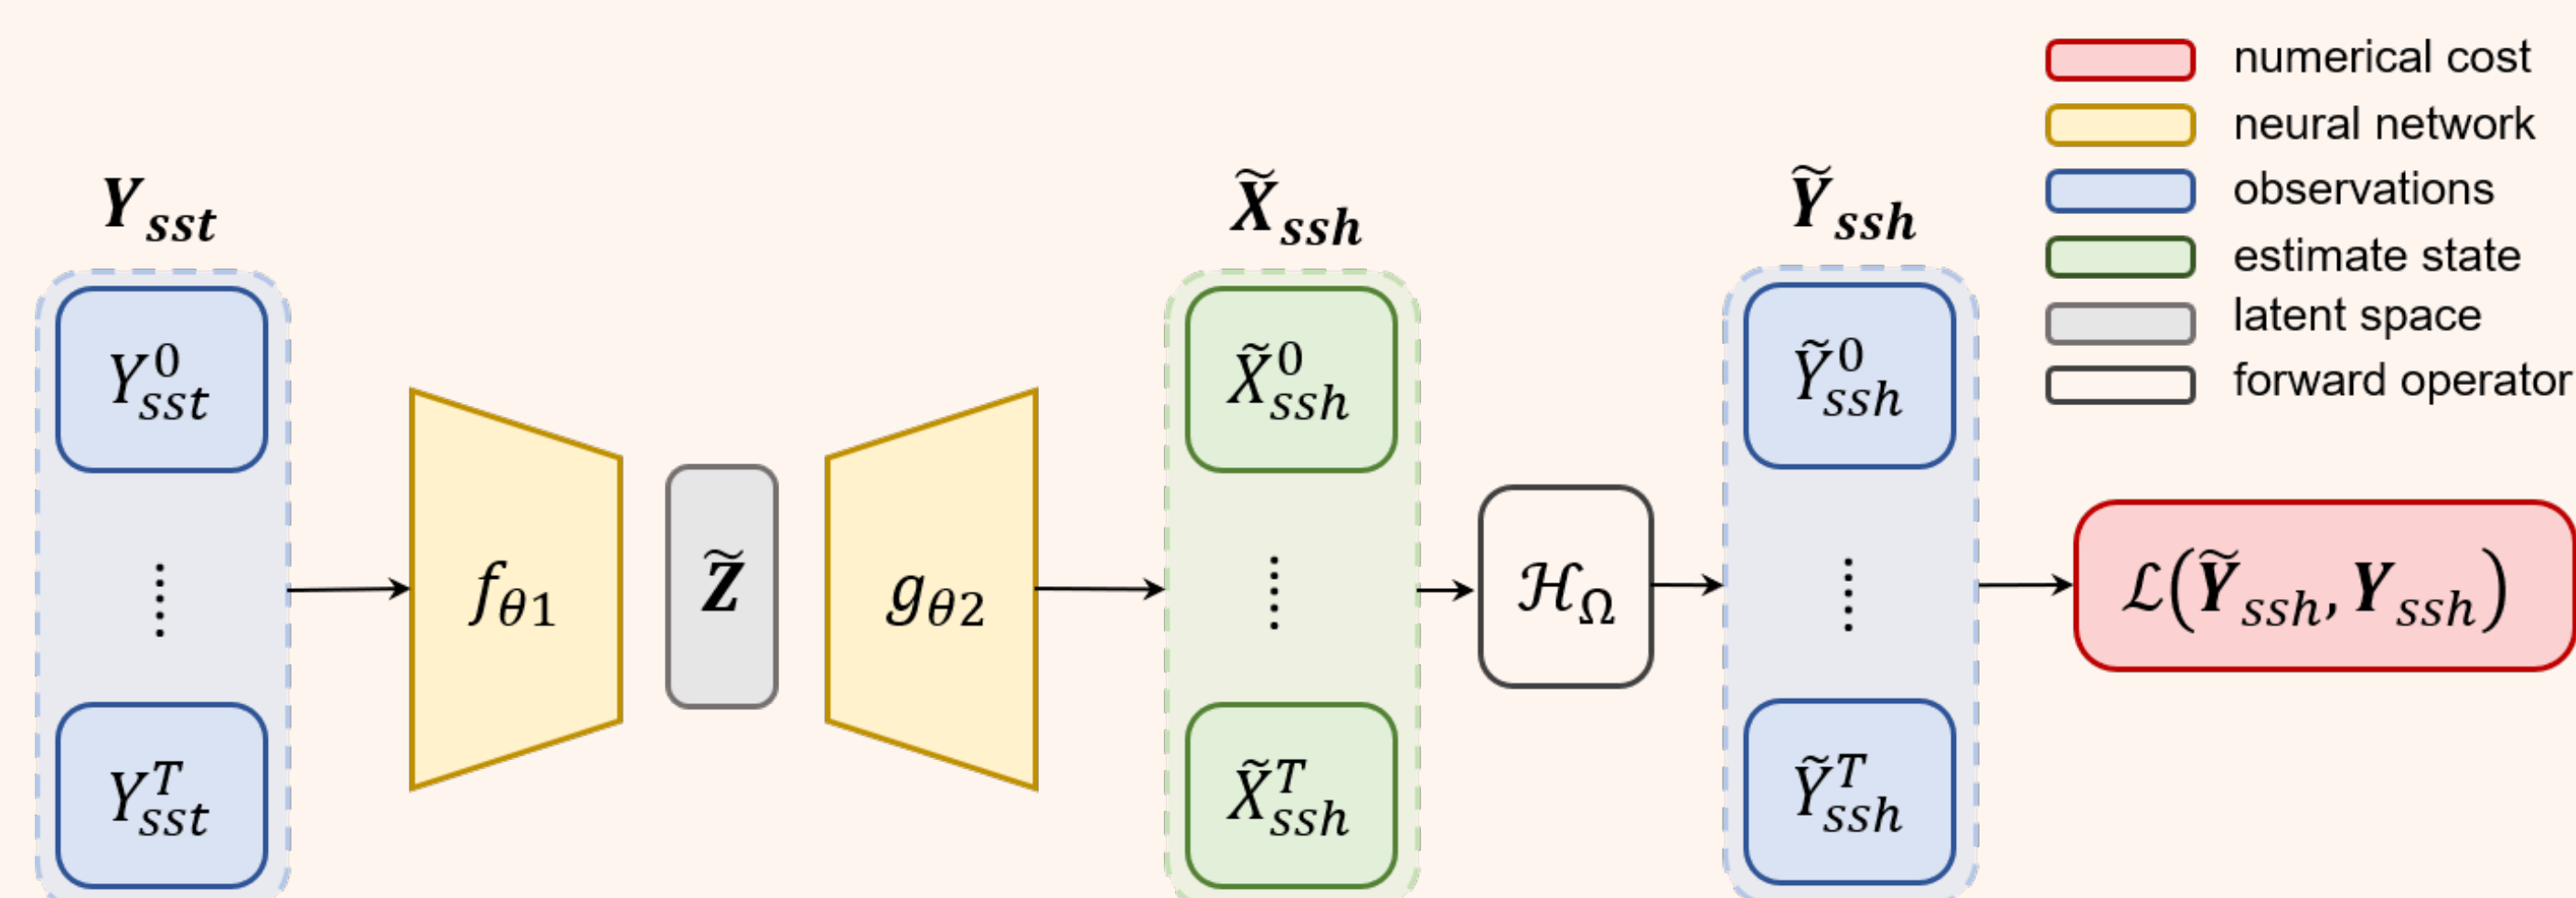 numerical cost
neural network
observations
estimate state
latent space
forward operator
Y_sst
X̃_ssh
Ỹ_ssh
Y^0_sst
X̃^0_ssh
Ỹ^0_ssh
f_θ1
Z̃
g_θ2
ℋ_Ω
ℒ(Ỹ_ssh, Y_ssh)
Y^T_sst
X̃^T_ssh
Ỹ^T_ssh